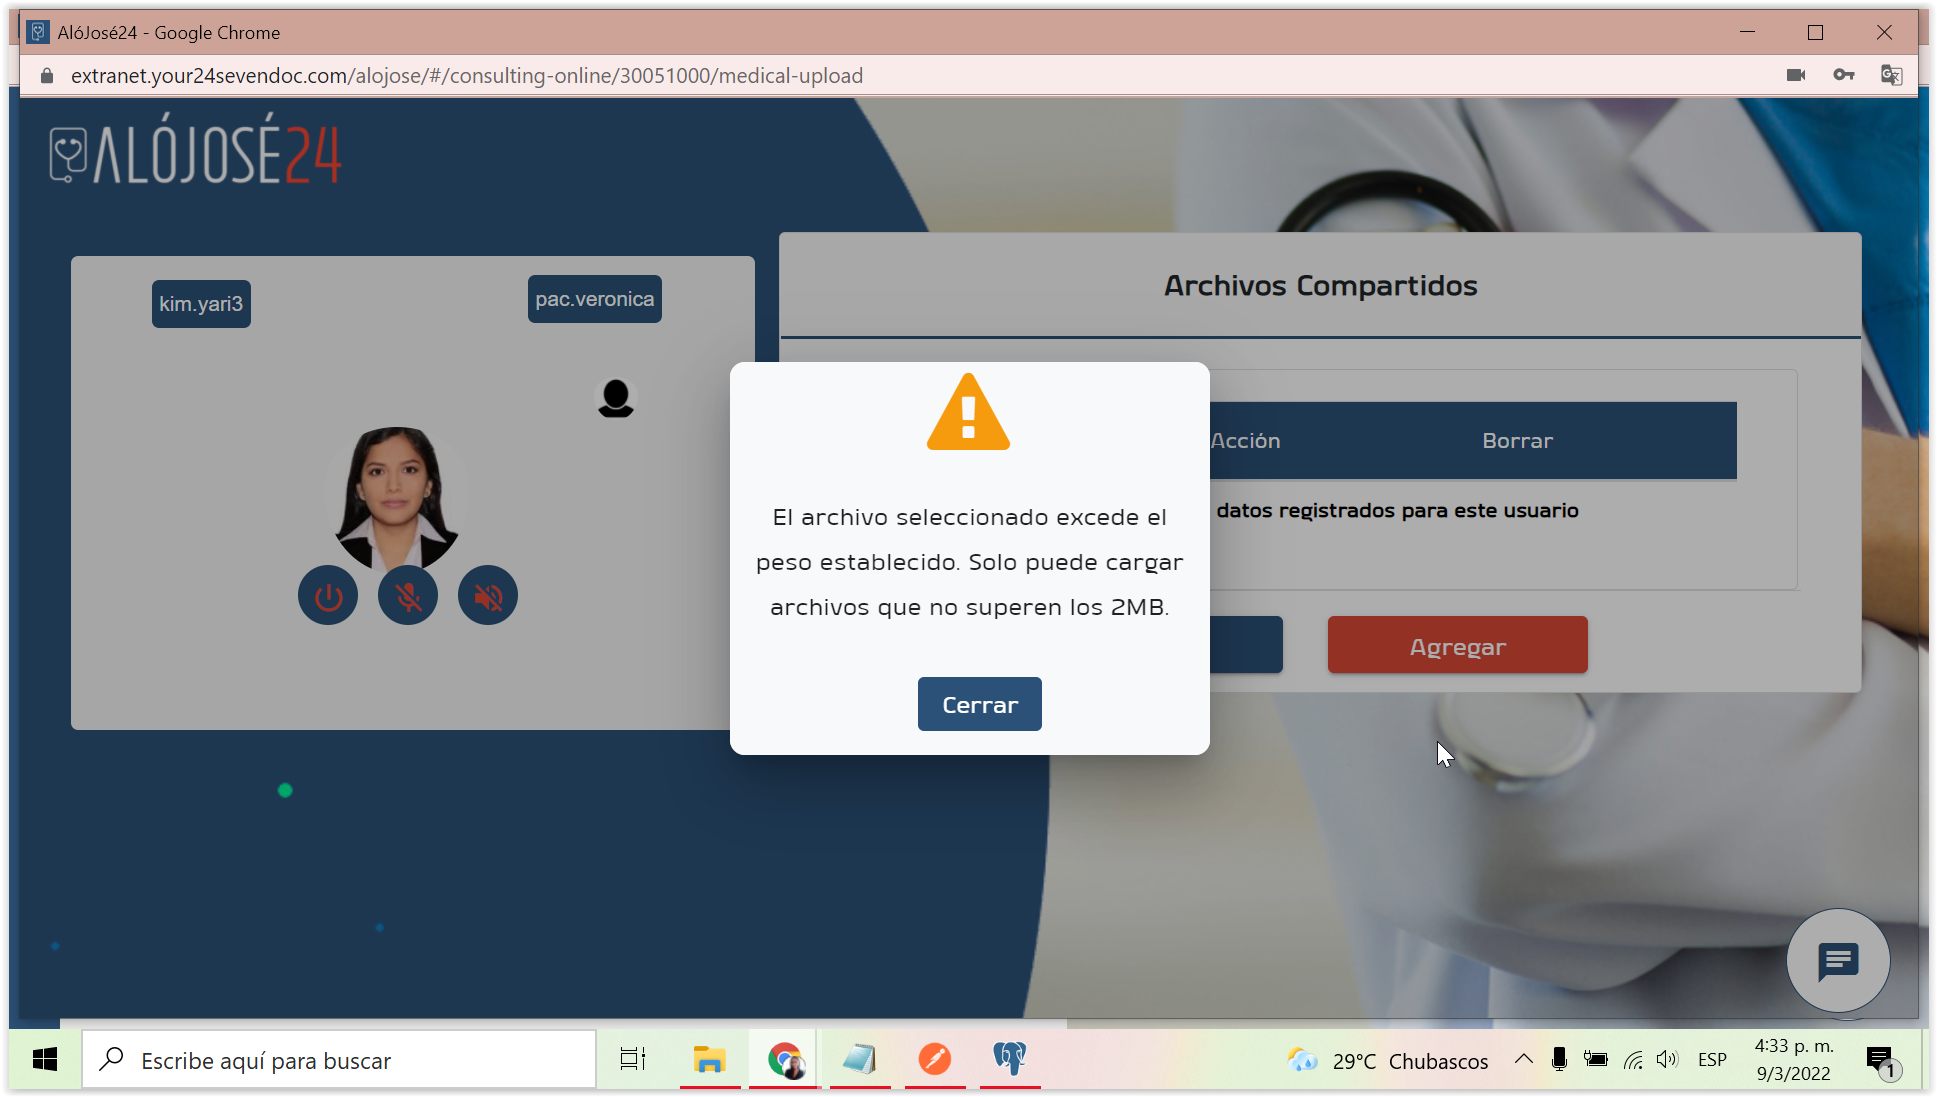 AlóJosé24 - Google Chrome
extranet.your24sevendoc.com/alojose/#/consulting-online/30051000/medical-upload
ALÓJOSÉ24
kim.yari3
pac.veronica
Archivos Compartidos
Acción Borrar
datos registrados para este usuario
El archivo seleccionado excede el
peso establecido. Solo puede cargar
archivos que no superen los 2MB.
Cerrar
Agregar
Escribe aquí para buscar
29°C Chubascos
ESP
4:33 p. m.
9/3/2022
1